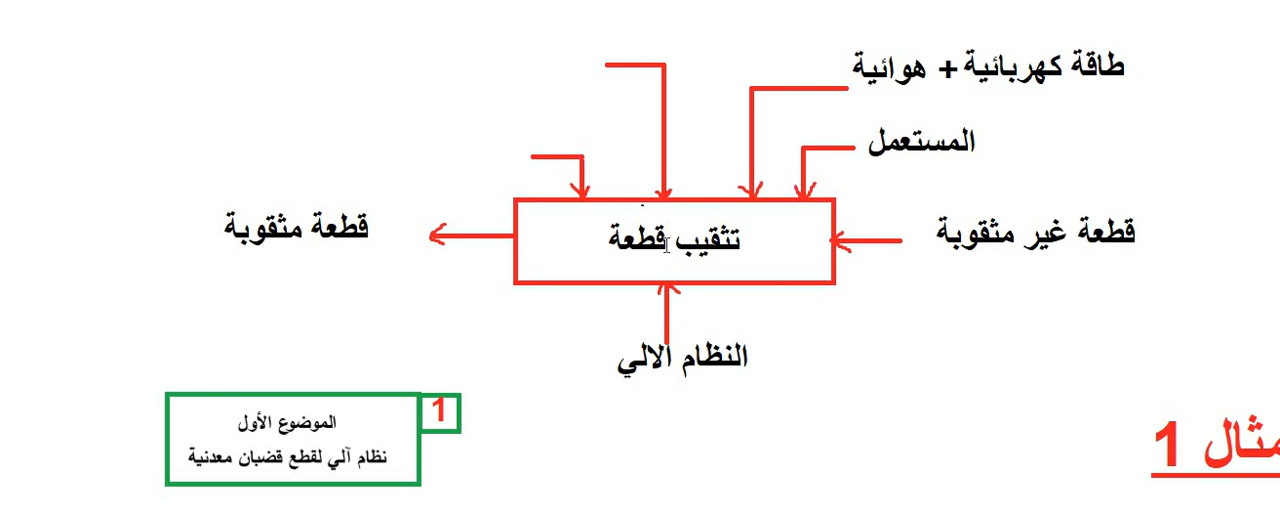 طاقة كهربائية + هوائية
المستعمل
قطعة غير مثقوبة
تثقيب قطعة
قطعة مثقوبة
النظام الالي
1
الموضوع الأول
نظام آلي لقطع قضبان معدنية
مثال 1